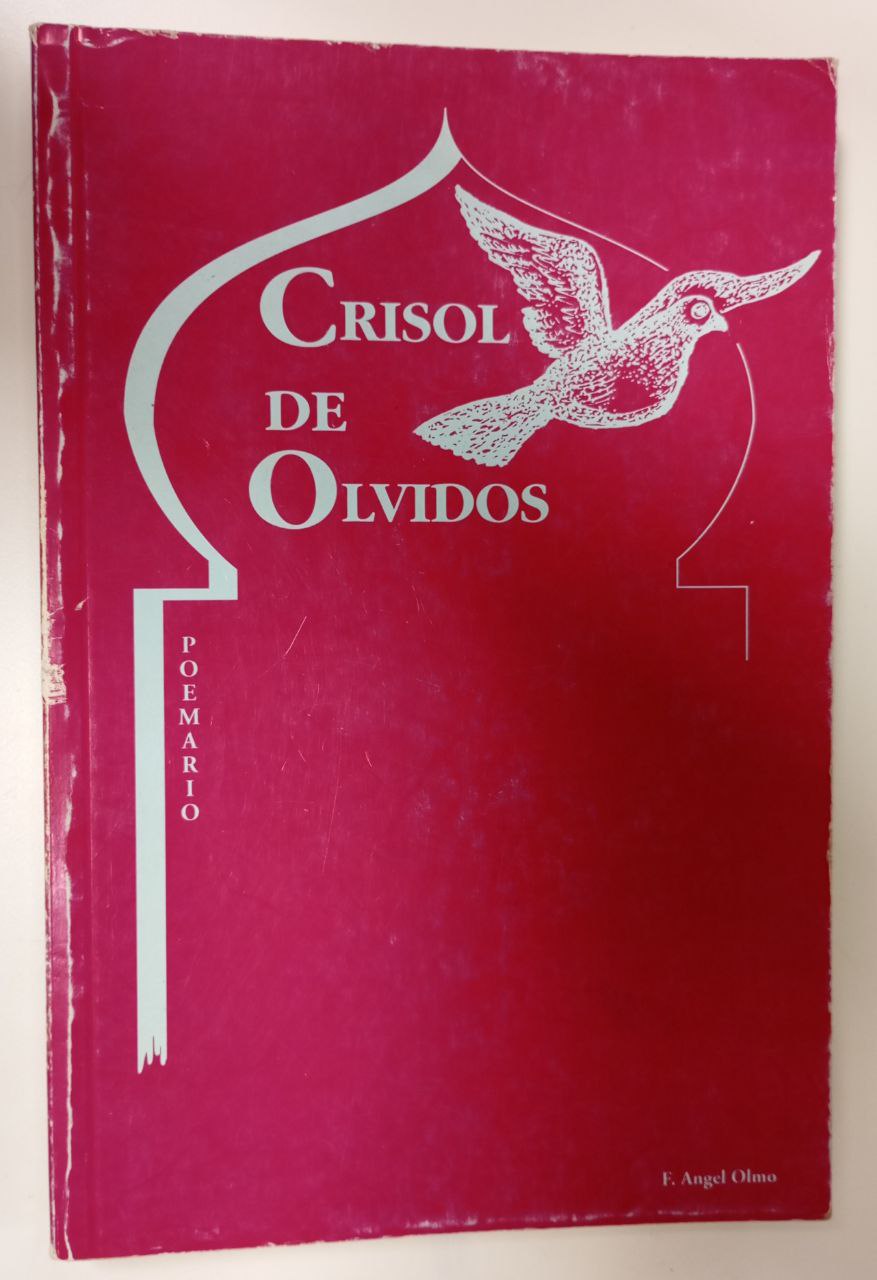 CRISOL
DE
OLVIDOS
POEMARIO
F. Angel Olmo